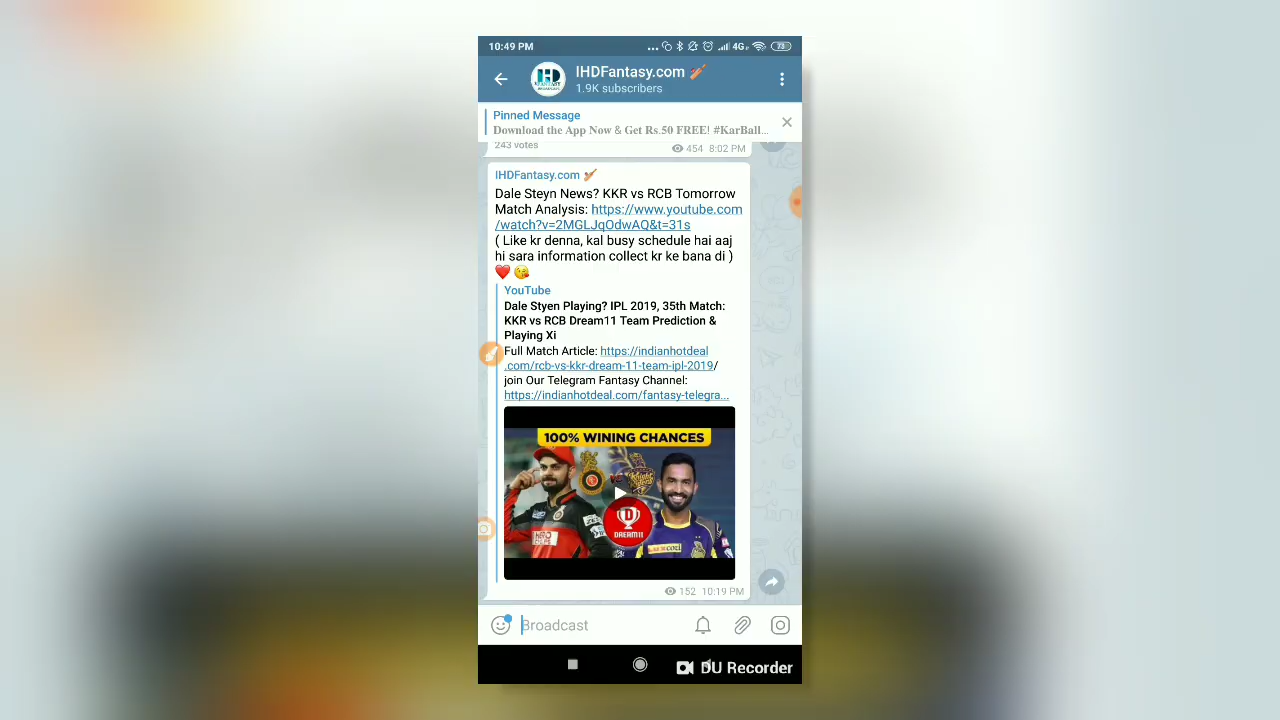 10:49 PM
4G
73
IHDFantasy.com
1.9K subscribers
Pinned Message
Download the App Now & Get Rs.50 FREE! #KarBall...
243 votes
454 8:02 PM
IHDFantasy.com
Dale Steyn News? KKR vs RCB Tomorrow
Match Analysis: https://www.youtube.com
/watch?v=2MGLJqOdwAQ&t=31s
( Like kr denna, kal busy schedule hai aaj
hi sara information collect kr ke bana di )
❤️ 😘
YouTube
Dale Styen Playing? IPL 2019, 35th Match:
KKR vs RCB Dream11 Team Prediction &
Playing Xi
Full Match Article: https://indianhotdeal
.com/rcb-vs-kkr-dream-11-team-ipl-2019/
join Our Telegram Fantasy Channel:
https://indianhotdeal.com/fantasy-telegra...
100% WINING CHANCES
DREAM11
152 10:19 PM
Broadcast
DU Recorder